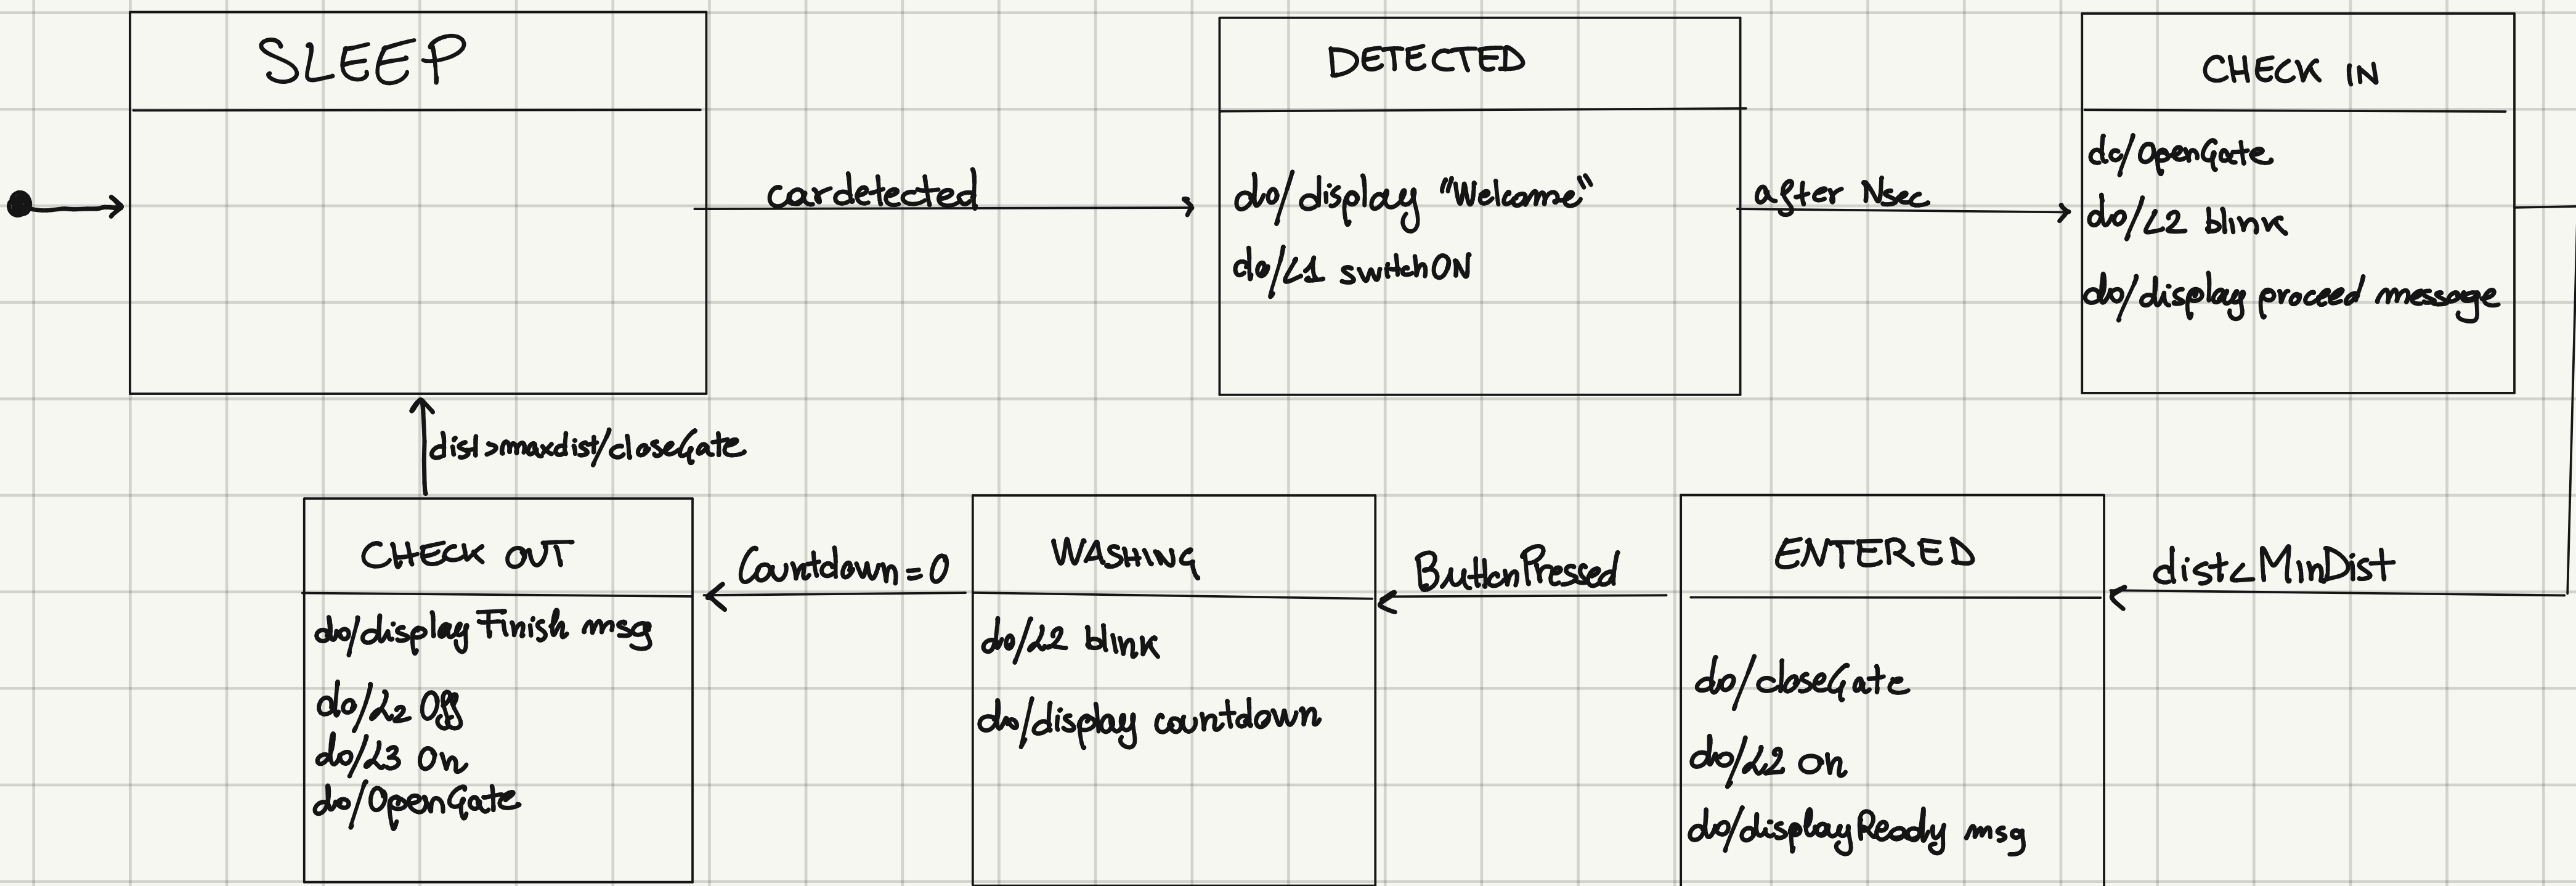 SLEEP
cardetected
DETECTED
do/display "Welcome"
do/L1 switchON
after Nsec
CHECK IN
do/OpenGate
do/L2 blink
do/display proceed message
dist<MinDist
ENTERED
do/closeGate
do/L2 on
do/displayReady msg
ButtonPressed
WASHING
do/L2 blink
do/display countdown
Countdown=0
CHECK OUT
do/display Finish msg
do/L2 Off
do/L3 On
do/OpenGate
dist>maxdist/closeGate